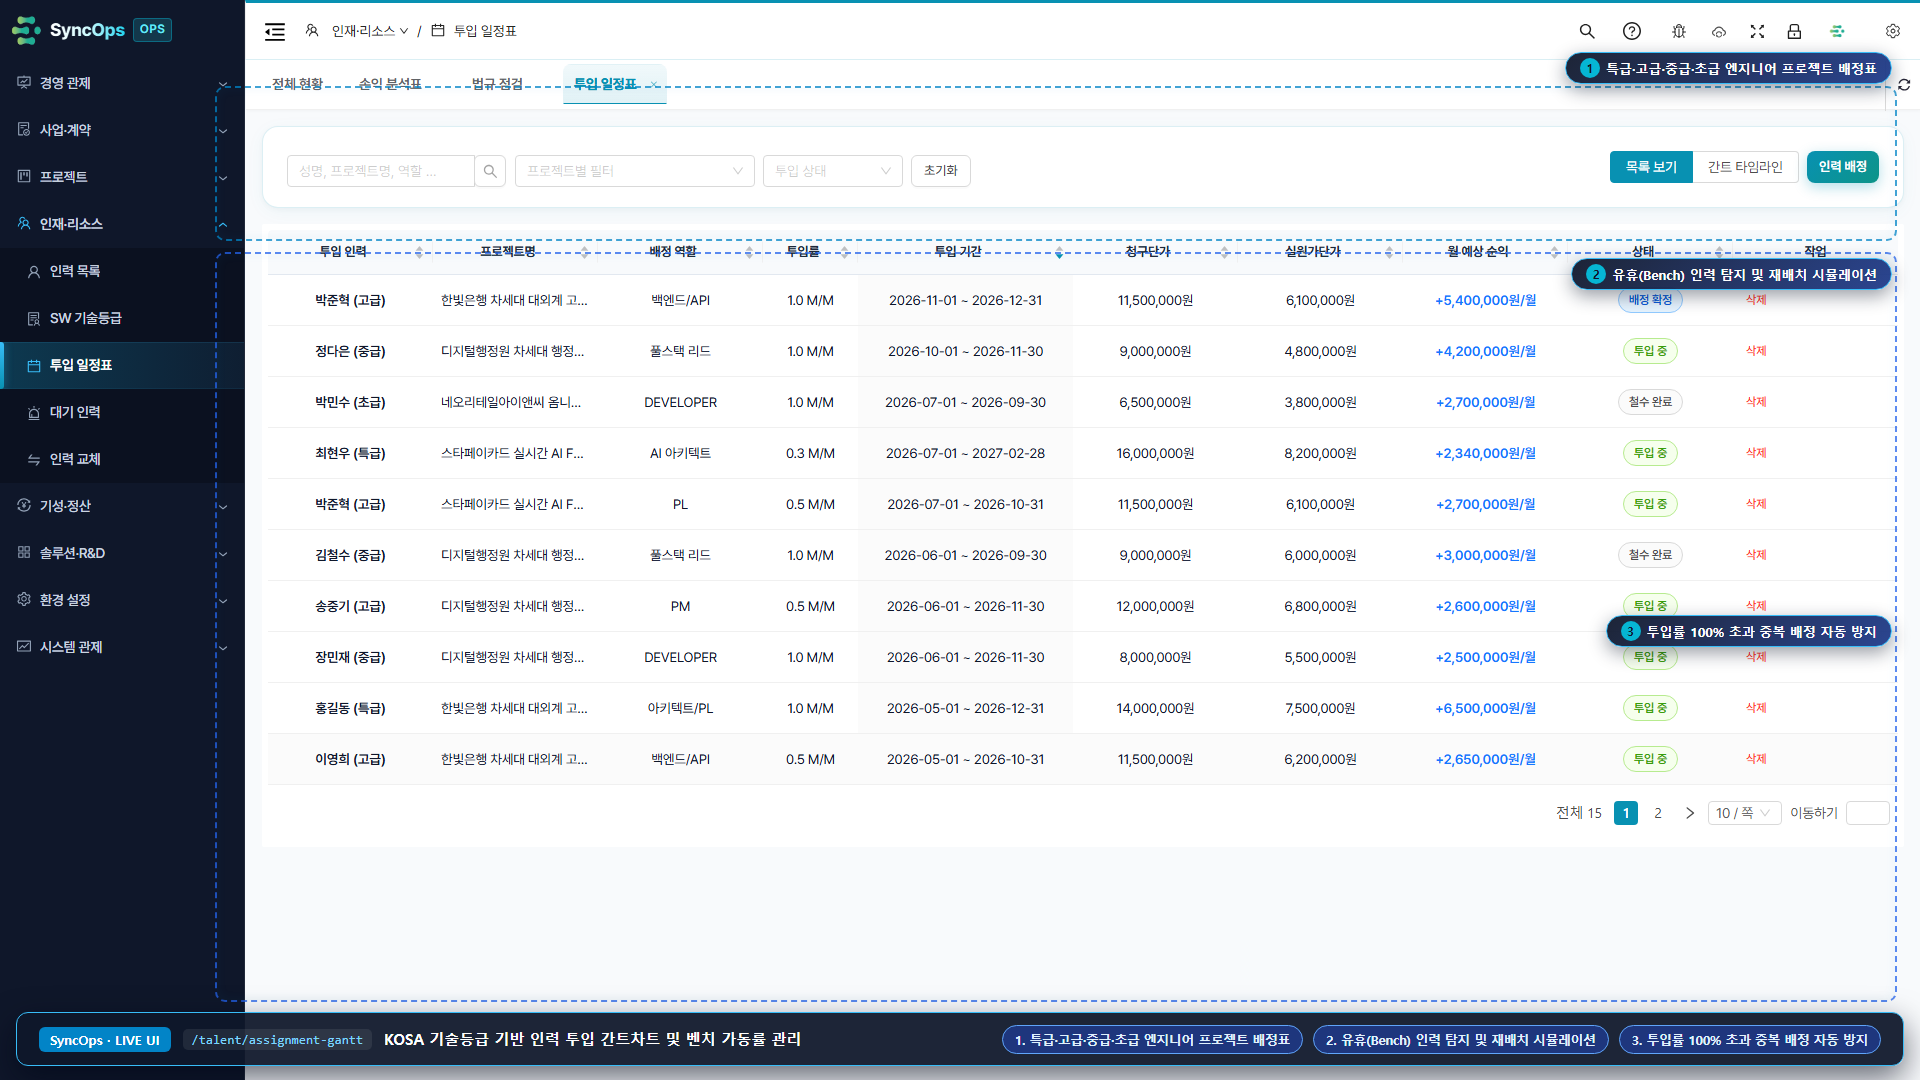 SyncOps OPS
경영 관제
사업·계약
프로젝트
인재·리소스
인력 목록
SW 기술등급
투입 일정표
대기 인력
인력 교체
기성·정산
솔루션·R&D
환경 설정
시스템 관제
인재·리소스 / 투입 일정표
전체 현황 손익 분석표 법규 점검 투입 일정표
1 특급·고급·중급·초급 엔지니어 프로젝트 배정표
성명, 프로젝트명, 역할 ... 프로젝트별 필터 투입 상태 초기화 목록 보기 간트 타임라인 인력 배정
투입 인력 프로젝트명 배정 역할 투입률 투입 기간 청구단가 실원가단가 월 예상 순익 상태 작업
2 유휴(Bench) 인력 탐지 및 재배치 시뮬레이션
박준혁 (고급) 한빛은행 차세대 대외계 고... 백엔드/API 1.0 M/M 2026-11-01 ~ 2026-12-31 11,500,000원 6,100,000원 +5,400,000원/월 배정 확정 삭제
정다은 (중급) 디지털행정원 차세대 행정... 풀스택 리드 1.0 M/M 2026-10-01 ~ 2026-11-30 9,000,000원 4,800,000원 +4,200,000원/월 투입 중 삭제
박민수 (초급) 네오리테일아이앤씨 옴니... DEVELOPER 1.0 M/M 2026-07-01 ~ 2026-09-30 6,500,000원 3,800,000원 +2,700,000원/월 철수 완료 삭제
최현우 (특급) 스타페이카드 실시간 AI F... AI 아키텍트 0.3 M/M 2026-07-01 ~ 2027-02-28 16,000,000원 8,200,000원 +2,340,000원/월 투입 중 삭제
박준혁 (고급) 스타페이카드 실시간 AI F... PL 0.5 M/M 2026-07-01 ~ 2026-10-31 11,500,000원 6,100,000원 +2,700,000원/월 투입 중 삭제
김철수 (중급) 디지털행정원 차세대 행정... 풀스택 리드 1.0 M/M 2026-06-01 ~ 2026-09-30 9,000,000원 6,000,000원 +3,000,000원/월 철수 완료 삭제
송중기 (고급) 디지털행정원 차세대 행정... PM 0.5 M/M 2026-06-01 ~ 2026-11-30 12,000,000원 6,800,000원 +2,600,000원/월 투입 중 삭제
3 투입률 100% 초과 중복 배정 자동 방지
장민재 (중급) 디지털행정원 차세대 행정... DEVELOPER 1.0 M/M 2026-06-01 ~ 2026-11-30 8,000,000원 5,500,000원 +2,500,000원/월 투입 중 삭제
홍길동 (특급) 한빛은행 차세대 대외계 고... 아키텍트/PL 1.0 M/M 2026-05-01 ~ 2026-12-31 14,000,000원 7,500,000원 +6,500,000원/월 투입 중 삭제
이영희 (고급) 한빛은행 차세대 대외계 고... 백엔드/API 0.5 M/M 2026-05-01 ~ 2026-10-31 11,500,000원 6,200,000원 +2,650,000원/월 투입 중 삭제
전체 15 1 2 10 / 쪽 이동하기
SyncOps · LIVE UI /talent/assignment-gantt KOSA 기술등급 기반 인력 투입 간트차트 및 벤치 가동률 관리 1. 특급·고급·중급·초급 엔지니어 프로젝트 배정표 2. 유휴(Bench) 인력 탐지 및 재배치 시뮬레이션 3. 투입률 100% 초과 중복 배정 자동 방지